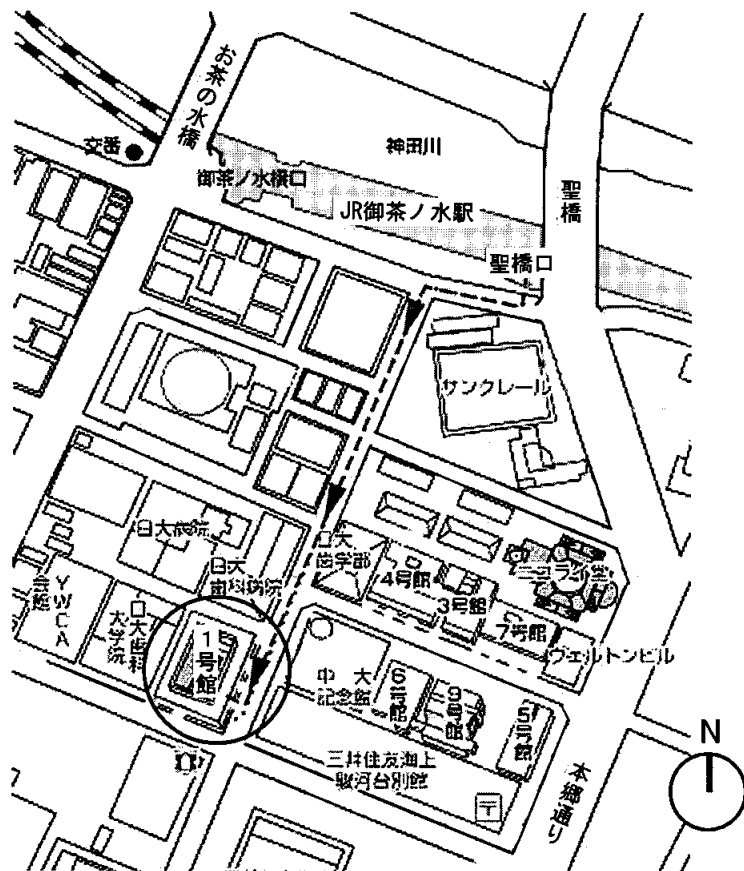 お茶の水橋
交番
神田川
御茶ノ水橋口
JR御茶ノ水駅
聖橋
聖橋口
サンクレール
日大病院
日大
歯科病院
日大
歯学部
4号館
3号館
7号館
ニコライ堂
ヴェルトンビル
YWCA
会館
日大歯科
大学院
1号館
中大
記念館
6号館
9号館
5号館
三井住友海上
駿河台別館
〒
本郷通り
N